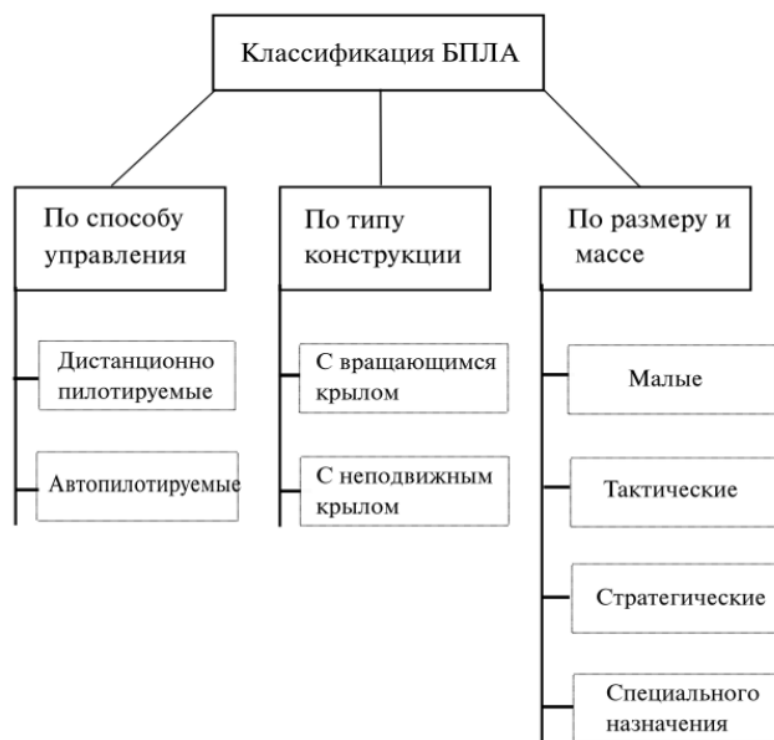 Классификация БПЛА
По способу
управления
Дистанционно
пилотируемые
Автопилотируемые
По типу
конструкции
С вращающимся
крылом
С неподвижным
крылом
По размеру и
массе
Малые
Тактические
Стратегические
Специального
назначения